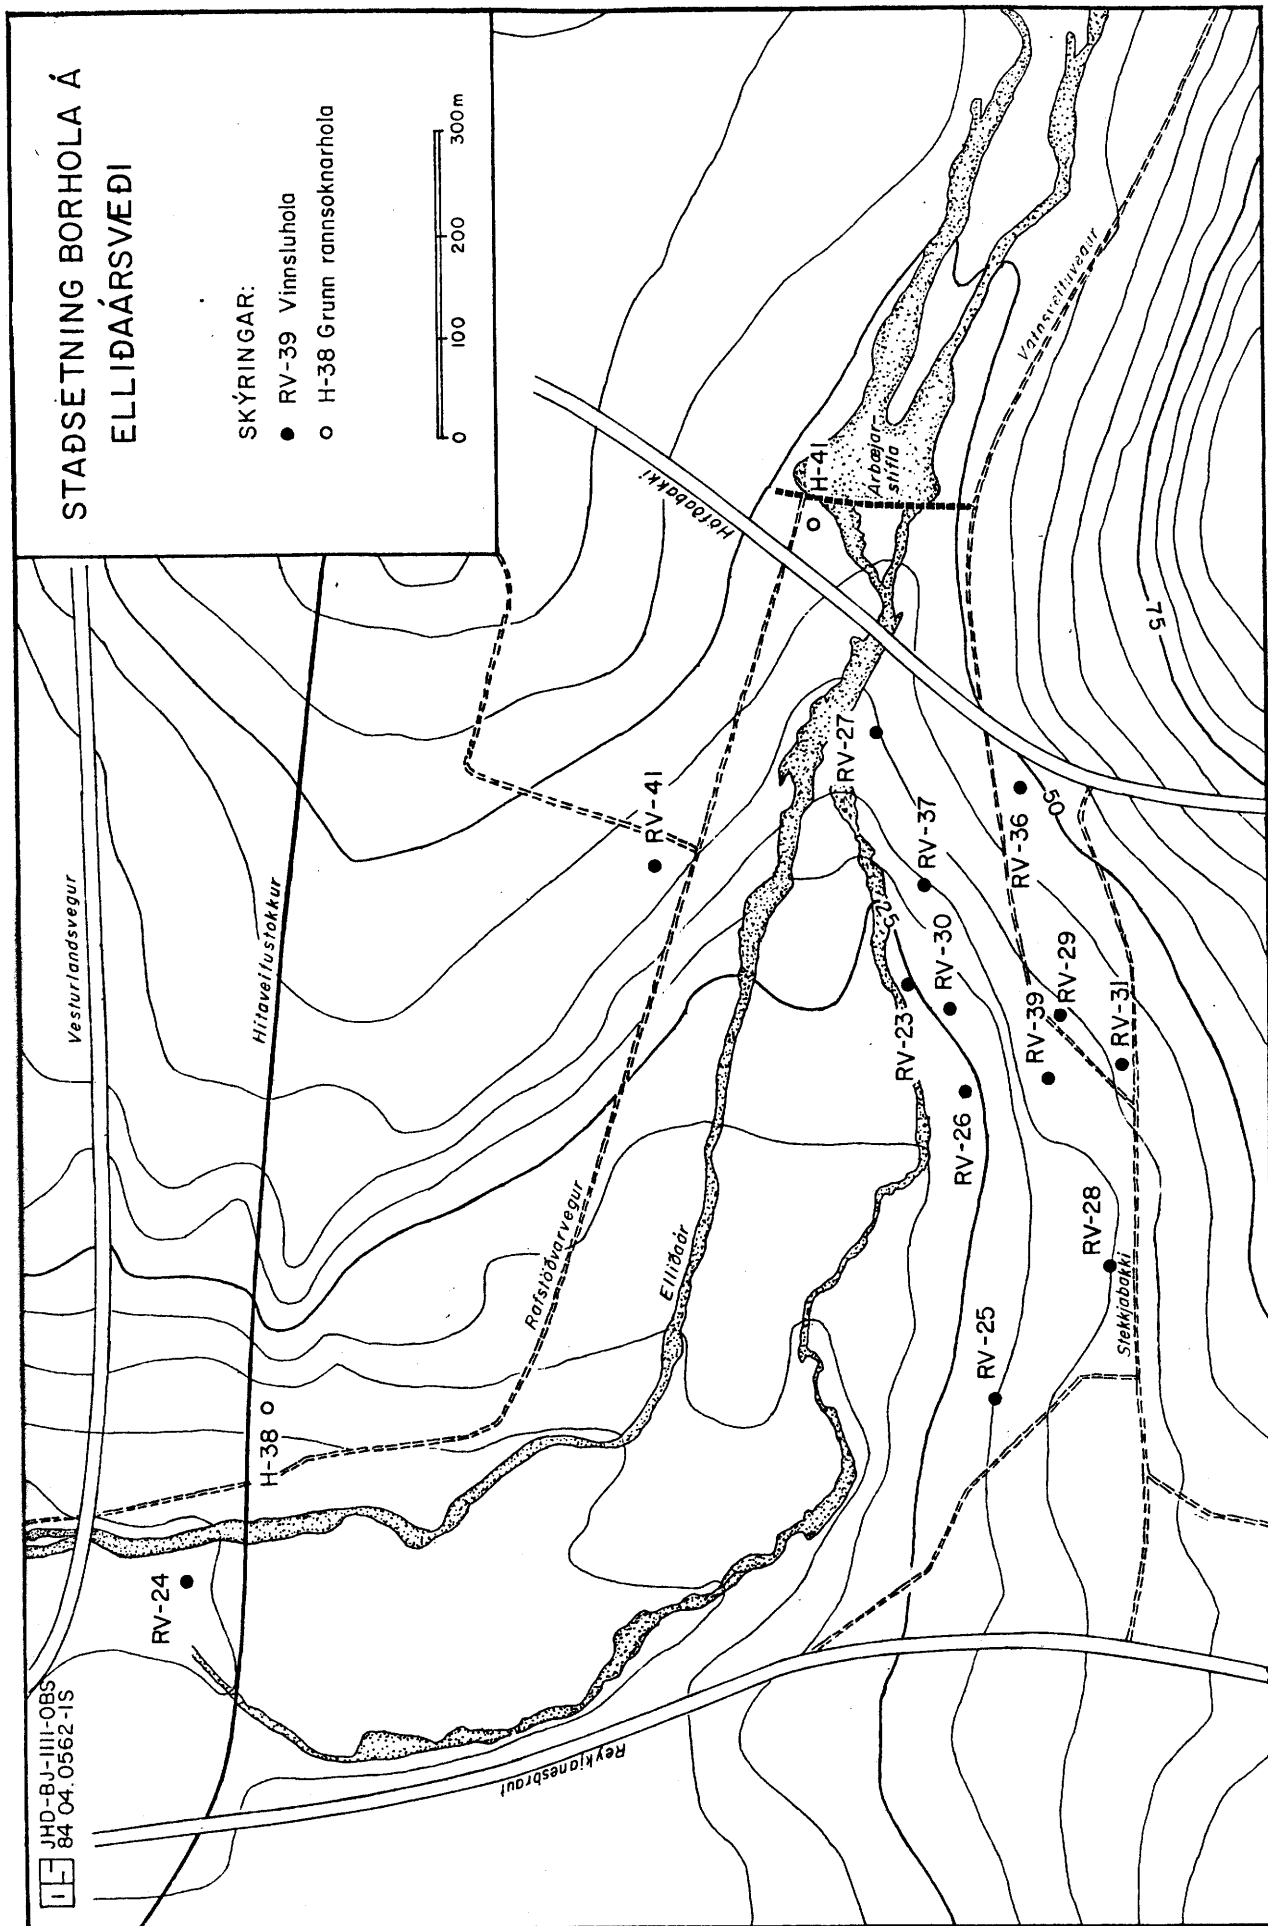 STAÐSETNING BORHOLA Á
ELLIÐAÁRSVÆÐI
SKÝRINGAR:
● RV-39 Vinnsluhola
○ H-38 Grunn rannsoknarhola
0 100 200 300 m
JHD-BJ-1111-OBS
84 04.0562-IS
Vesturlandsvegur
Hitaveitustokkur
RV-24
H-38
Rafstöðvarvegur
RV-41
Höfðabakki
H-41
Arbæjar-
stífla
Elliðaár
RV-27
Reykjanesbraut
25
RV-37
RV-30
RV-23
RV-26
RV-25
Vatnsveituvegur
RV-36
50
75
RV-39
RV-29
RV-31
RV-28
Stekkjabakki